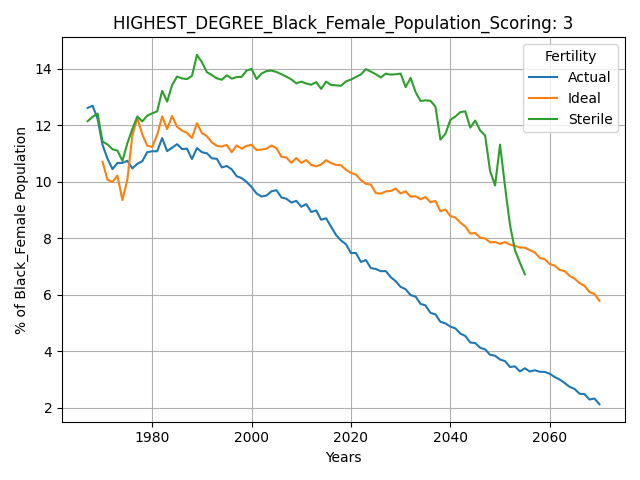 HIGHEST_DEGREE_Black_Female_Population_Scoring: 3
% of Black_Female Population
14
12
10
8
6
4
2
Fertility
Actual
Ideal
Sterile
1980
2000
2020
2040
2060
Years